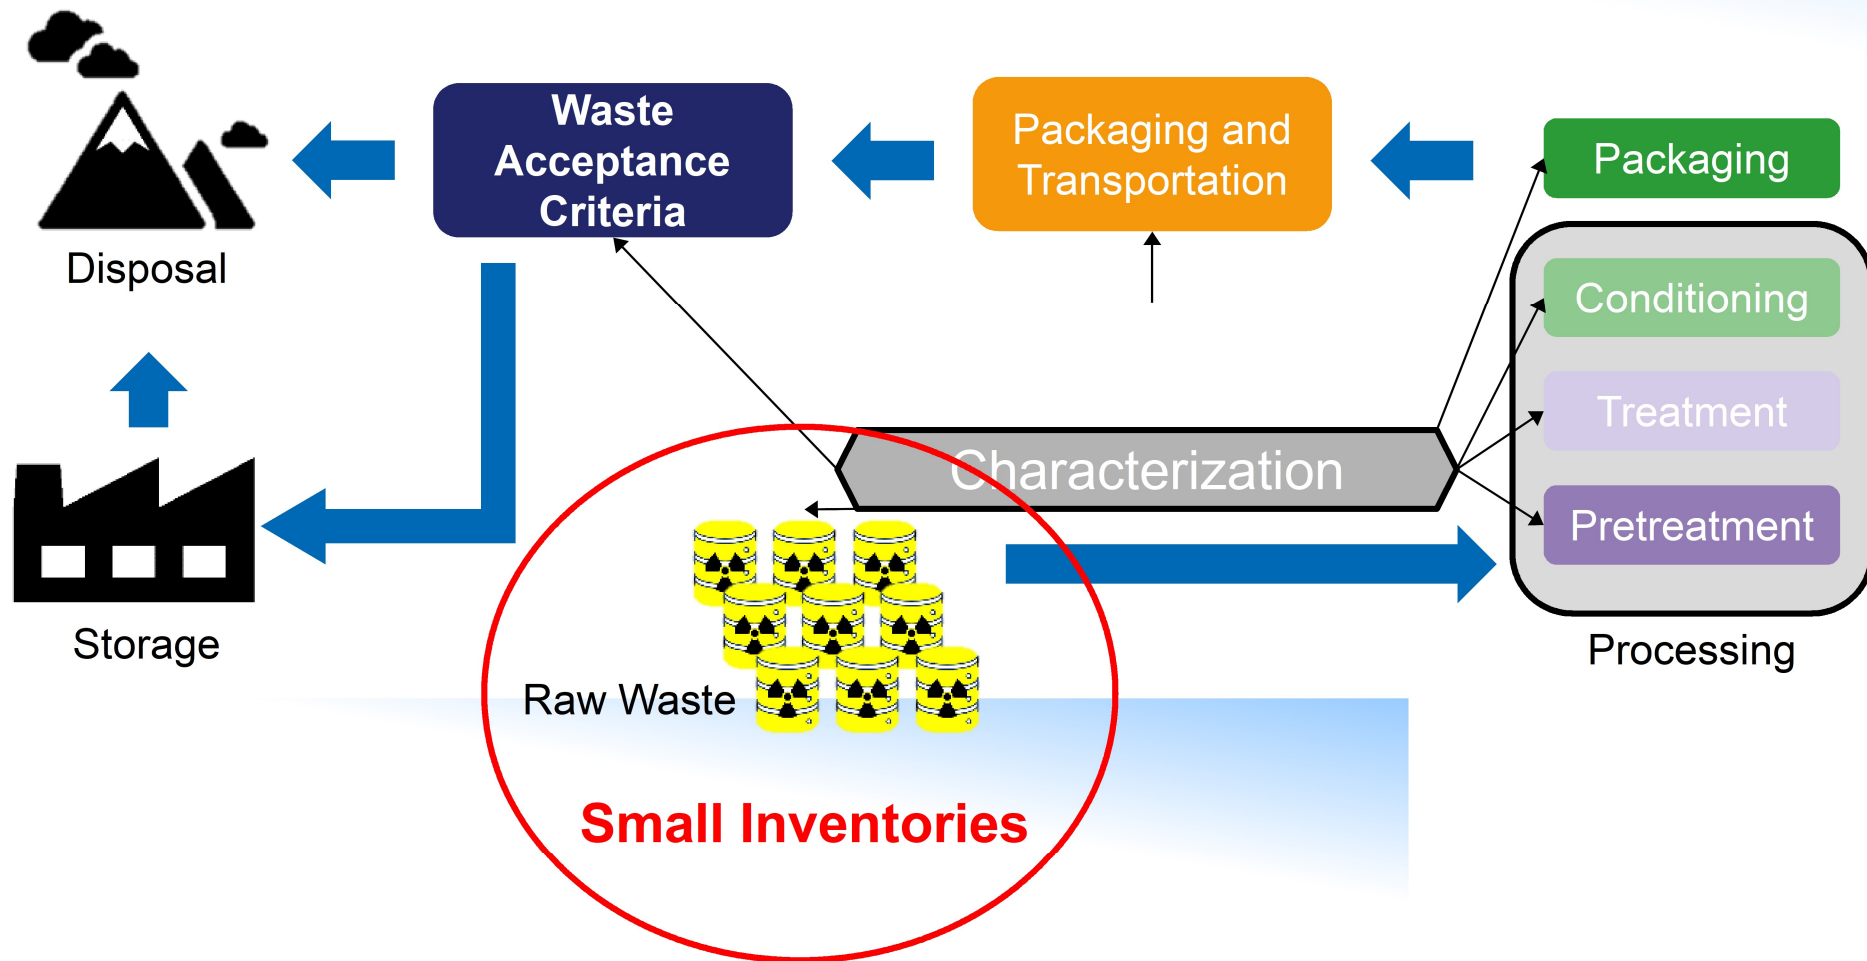 Waste
Acceptance
Criteria
Packaging and
Transportation
Packaging
Disposal
Conditioning
Treatment
Characterization
Pretreatment
Storage
Processing
Raw Waste
Small Inventories